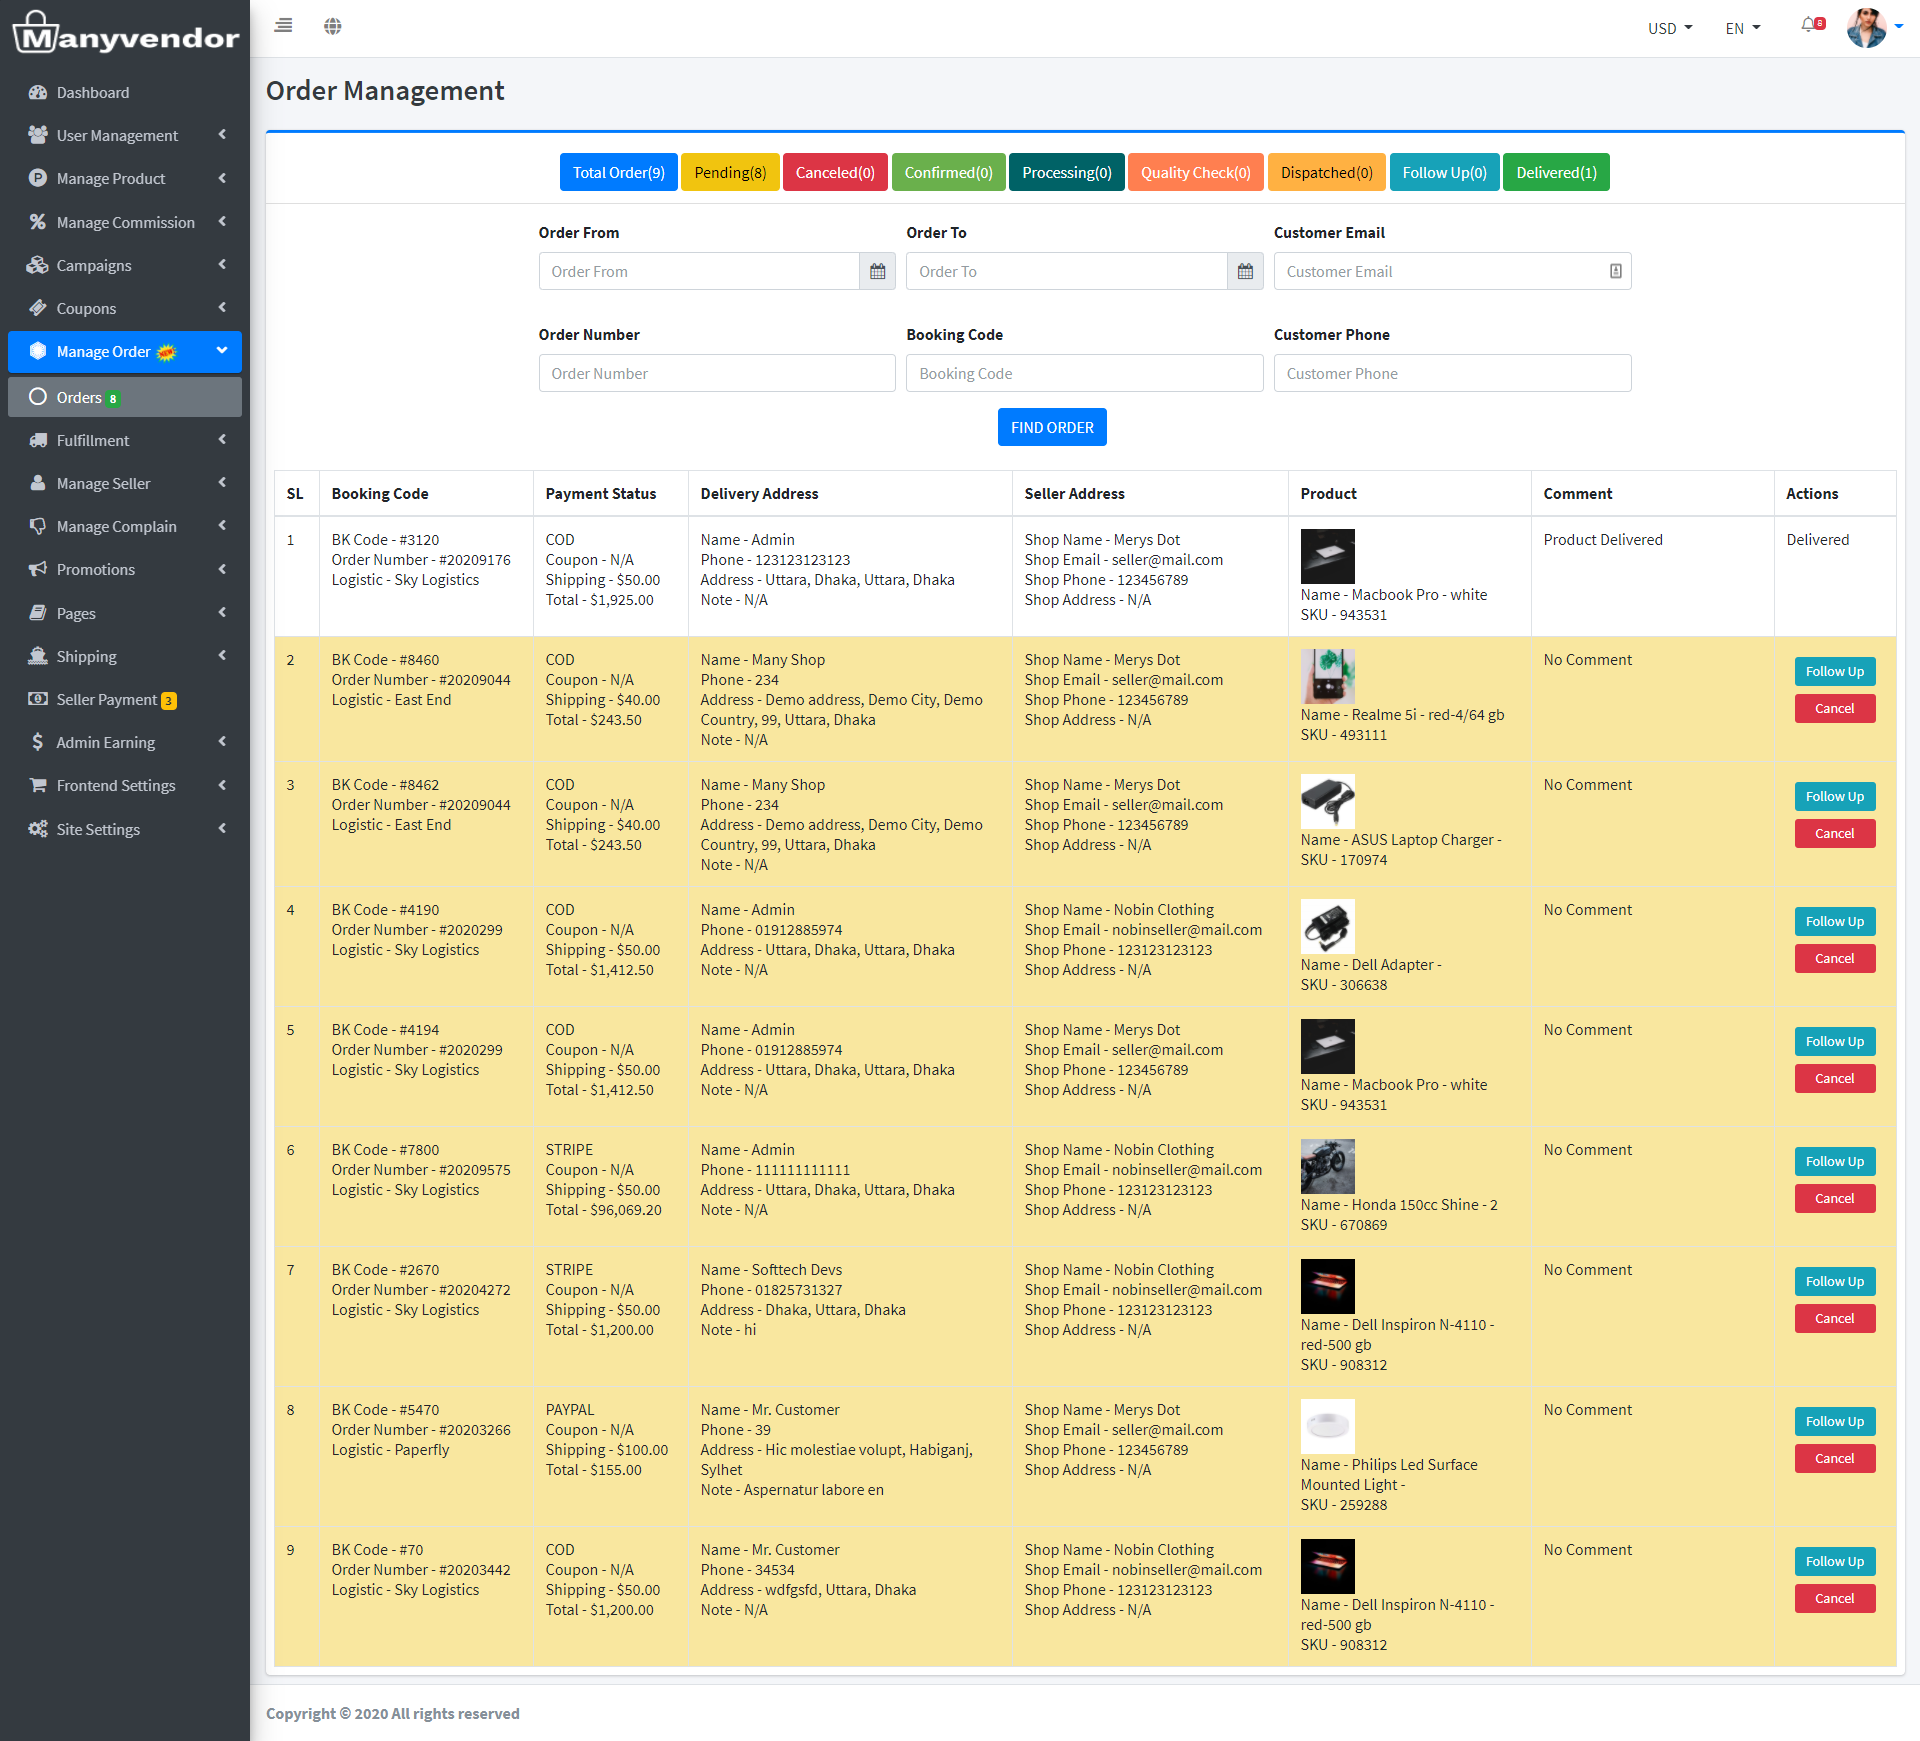 Manyvendor
USD
EN
8
Dashboard
User Management
Manage Product
Manage Commission
Campaigns
Coupons
Manage Order NEW
Orders 8
Fulfillment
Manage Seller
Manage Complain
Promotions
Pages
Shipping
Seller Payment 3
Admin Earning
Frontend Settings
Site Settings
Order Management
Total Order(9) Pending(8) Canceled(0) Confirmed(0) Processing(0) Quality Check(0) Dispatched(0) Follow Up(0) Delivered(1)
Order From Order To Customer Email
Order From Order To Customer Email
Order Number Booking Code Customer Phone
Order Number Booking Code Customer Phone
FIND ORDER
SL Booking Code Payment Status Delivery Address Seller Address Product Comment Actions
1
BK Code - #3120
Order Number - #20209176
Logistic - Sky Logistics
COD
Coupon - N/A
Shipping - $50.00
Total - $1,925.00
Name - Admin
Phone - 123123123123
Address - Uttara, Dhaka, Uttara, Dhaka
Note - N/A
Shop Name - Merys Dot
Shop Email - seller@mail.com
Shop Phone - 123456789
Shop Address - N/A
Name - Macbook Pro - white
SKU - 943531
Product Delivered
Delivered
2
BK Code - #8460
Order Number - #20209044
Logistic - East End
COD
Coupon - N/A
Shipping - $40.00
Total - $243.50
Name - Many Shop
Phone - 234
Address - Demo address, Demo City, Demo
Country, 99, Uttara, Dhaka
Note - N/A
Shop Name - Merys Dot
Shop Email - seller@mail.com
Shop Phone - 123456789
Shop Address - N/A
Name - Realme 5i - red-4/64 gb
SKU - 493111
No Comment
Follow Up
Cancel
3
BK Code - #8462
Order Number - #20209044
Logistic - East End
COD
Coupon - N/A
Shipping - $40.00
Total - $243.50
Name - Many Shop
Phone - 234
Address - Demo address, Demo City, Demo
Country, 99, Uttara, Dhaka
Note - N/A
Shop Name - Merys Dot
Shop Email - seller@mail.com
Shop Phone - 123456789
Shop Address - N/A
Name - ASUS Laptop Charger -
SKU - 170974
No Comment
Follow Up
Cancel
4
BK Code - #4190
Order Number - #2020299
Logistic - Sky Logistics
COD
Coupon - N/A
Shipping - $50.00
Total - $1,412.50
Name - Admin
Phone - 01912885974
Address - Uttara, Dhaka, Uttara, Dhaka
Note - N/A
Shop Name - Nobin Clothing
Shop Email - nobinseller@mail.com
Shop Phone - 123123123123
Shop Address - N/A
Name - Dell Adapter -
SKU - 306638
No Comment
Follow Up
Cancel
5
BK Code - #4194
Order Number - #2020299
Logistic - Sky Logistics
COD
Coupon - N/A
Shipping - $50.00
Total - $1,412.50
Name - Admin
Phone - 01912885974
Address - Uttara, Dhaka, Uttara, Dhaka
Note - N/A
Shop Name - Merys Dot
Shop Email - seller@mail.com
Shop Phone - 123456789
Shop Address - N/A
Name - Macbook Pro - white
SKU - 943531
No Comment
Follow Up
Cancel
6
BK Code - #7800
Order Number - #20209575
Logistic - Sky Logistics
STRIPE
Coupon - N/A
Shipping - $50.00
Total - $96,069.20
Name - Admin
Phone - 111111111111
Address - Uttara, Dhaka, Uttara, Dhaka
Note - N/A
Shop Name - Nobin Clothing
Shop Email - nobinseller@mail.com
Shop Phone - 123123123123
Shop Address - N/A
Name - Honda 150cc Shine - 2
SKU - 670869
No Comment
Follow Up
Cancel
7
BK Code - #2670
Order Number - #20204272
Logistic - Sky Logistics
STRIPE
Coupon - N/A
Shipping - $50.00
Total - $1,200.00
Name - Softtech Devs
Phone - 01825731327
Address - Dhaka, Uttara, Dhaka
Note - hi
Shop Name - Nobin Clothing
Shop Email - nobinseller@mail.com
Shop Phone - 123123123123
Shop Address - N/A
Name - Dell Inspiron N-4110 -
red-500 gb
SKU - 908312
No Comment
Follow Up
Cancel
8
BK Code - #5470
Order Number - #20203266
Logistic - Paperfly
PAYPAL
Coupon - N/A
Shipping - $100.00
Total - $155.00
Name - Mr. Customer
Phone - 39
Address - Hic molestiae volupt, Habiganj,
Sylhet
Note - Aspernatur labore en
Shop Name - Merys Dot
Shop Email - seller@mail.com
Shop Phone - 123456789
Shop Address - N/A
Name - Philips Led Surface
Mounted Light -
SKU - 259288
No Comment
Follow Up
Cancel
9
BK Code - #70
Order Number - #20203442
Logistic - Sky Logistics
COD
Coupon - N/A
Shipping - $50.00
Total - $1,200.00
Name - Mr. Customer
Phone - 34534
Address - wdfgsfd, Uttara, Dhaka
Note - N/A
Shop Name - Nobin Clothing
Shop Email - nobinseller@mail.com
Shop Phone - 123123123123
Shop Address - N/A
Name - Dell Inspiron N-4110 -
red-500 gb
SKU - 908312
No Comment
Follow Up
Cancel
Copyright © 2020 All rights reserved